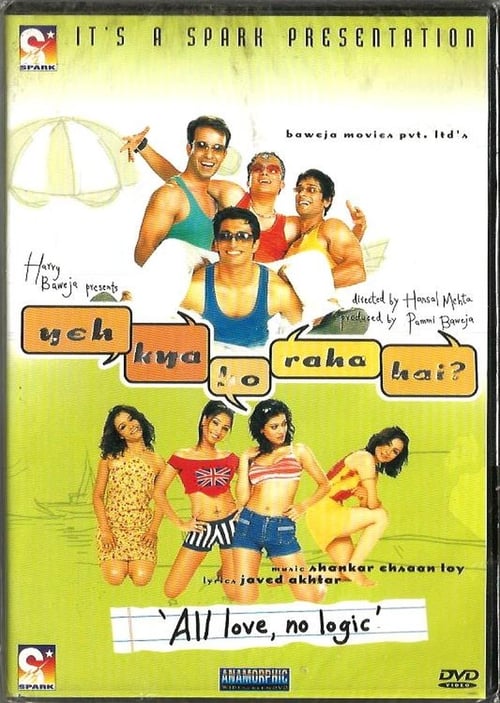 SPARK
IT'S A SPARK PRESENTATION
baweja movies pvt. ltd's
Harry
Baweja presents
directed by Hansal Mehta
produced by Pammi Baweja
yeh kya ho raha hai?
music shankar ehsaan loy
lyrics javed akhtar
'All love, no logic'
SPARK
ANAMORPHIC
WIDESCREEN DVD
DVD
VIDEO